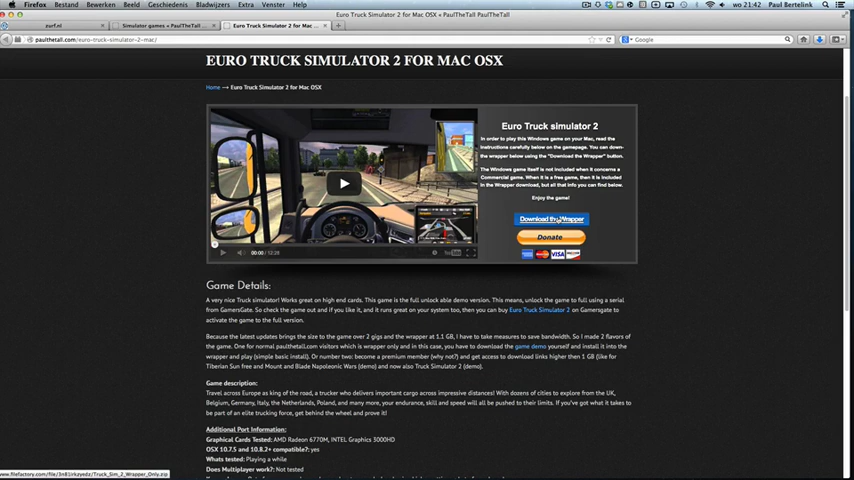 Firefox Bestand Bewerken Beeld Geschiedenis Bladwijzers Extra Venster Help
wo 21:42 Paul Bertelink
Euro Truck Simulator 2 for Mac OSX « PaulTheTall
zurf.nl
Simulator games « PaulTheTall ...
Euro Truck Simulator 2 for Mac ...
paulthetall.com/euro-truck-simulator-2-mac/
Google
EURO TRUCK SIMULATOR 2 FOR MAC OSX
Home → Euro Truck Simulator 2 for Mac OSX
Euro Truck simulator 2
In order to play this Windows game on your Mac, read the
instructions carefully below on the gamepage. You can down-
the wrapper below using the "Download the Wrapper" button.
The Windows game itself is not included when it concerns a
Commercial game. When it is a free game, then it is included
in the Wrapper download, but all that info you can find below.
Enjoy the game!
Download the Wrapper
Donate
VISA
00:00 / 12:28
You Tube
Game Details:
A very nice Truck simulator! Works great on high end cards. This game is the full unlock able demo version. This means, unlock the game to full using a serial
from GamersGate. So check the game out and if you like it, and it runs great on your system too, then you can buy Euro Truck Simulator 2 on Gamersgate to
activate the game to the full version.
Because the latest updates brings the size to the game over 2 gigs and the wrapper at 1.1 GB, I have to take measures to save bandwidth. So I made 2 flavors of
the game. One for normal paulthetall.com visitors which is wrapper only and in this case, you have to download the game demo yourself and install it into the
wrapper and play (simple basic install). Or number two: become a premium member (why not?) and get access to download links higher then 1 GB (like for
Tiberian Sun free and Mount and Blade Napoleonic Wars (demo) and now also Truck Simulator 2 (demo).
Game description:
Travel across Europe as king of the road, a trucker who delivers important cargo across impressive distances! With dozens of cities to explore from the UK,
Belgium, Germany, Italy, the Netherlands, Poland, and many more, your endurance, skill and speed will all be pushed to their limits. If you've got what it takes to
be part of an elite trucking force, get behind the wheel and prove it!
Additional Port Information:
Graphical Cards Tested: AMD Radeon 6770M, INTEL Graphics 3000HD
OSX 10.7.5 and 10.8.2+ compatible?: yes
Whats tested: Playing a while
Does Multiplayer work?: Not tested